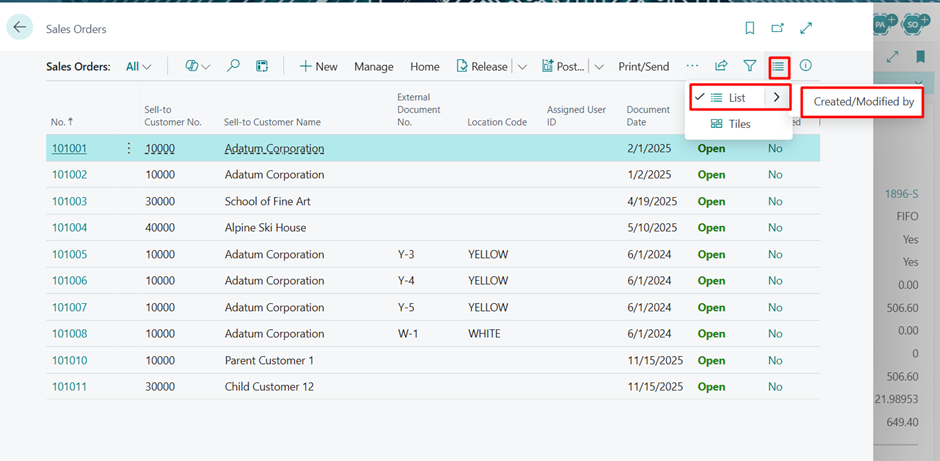 Sales Orders
PA
SO
Sales Orders: All New Manage Home Release Post... Print/Send ...
List
Created/Modified by
Tiles
No. ↑
Sell-to
Customer No.
Sell-to Customer Name
External
Document
No.
Location Code
Assigned User
ID
Document
Date
101001 10000 Adatum Corporation 2/1/2025 Open No
101002 10000 Adatum Corporation 1/2/2025 Open No
101003 30000 School of Fine Art 4/19/2025 Open No
101004 40000 Alpine Ski House 5/10/2025 Open No
101005 10000 Adatum Corporation Y-3 YELLOW 6/1/2024 Open No
101006 10000 Adatum Corporation Y-4 YELLOW 6/1/2024 Open No
101007 10000 Adatum Corporation Y-5 YELLOW 6/1/2024 Open No
101008 10000 Adatum Corporation W-1 WHITE 6/1/2024 Open No
101010 10000 Parent Customer 1 11/15/2025 Open No
101011 30000 Child Customer 12 11/15/2025 Open No
1896-S
FIFO
Yes
Yes
0.00
506.60
0.00
0
506.60
21.98953
649.40